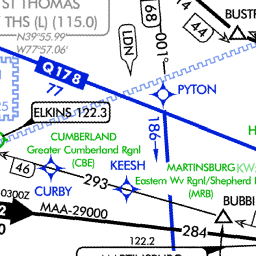 ST THOMAS
THS (L) (115.0)
N39°55.99
W77°57.06
68
001
44
BUSTR
LDN
Q178
77
PYTON
ELKINS 122.3
186
CUMBERLAND
Greater Cumberland Rgnl
(CBE)
46
KEESH
MARTINSBURG KW
Eastern Wv Rgnl/Shepherd
(MRB)
293
CURBY
BUBBI
0300Z
MAA-29000
284
122.2